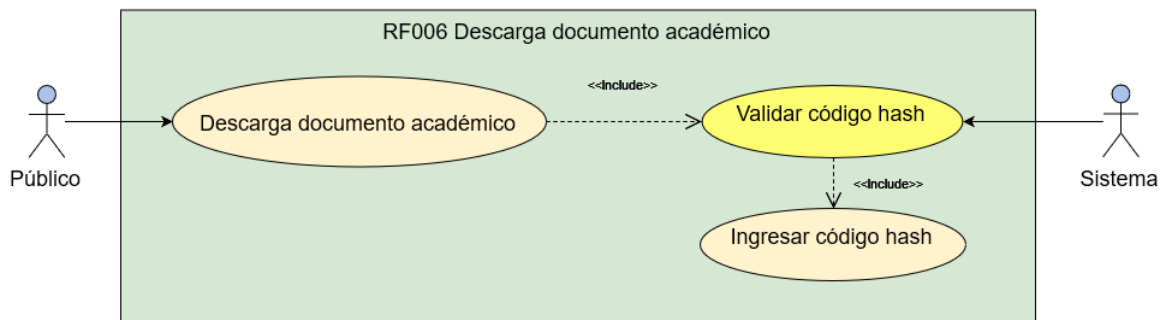 RF006 Descarga documento académico
<<Include>>
Descarga documento académico
Validar código hash
Público
Sistema
<<Include>>
Ingresar código hash